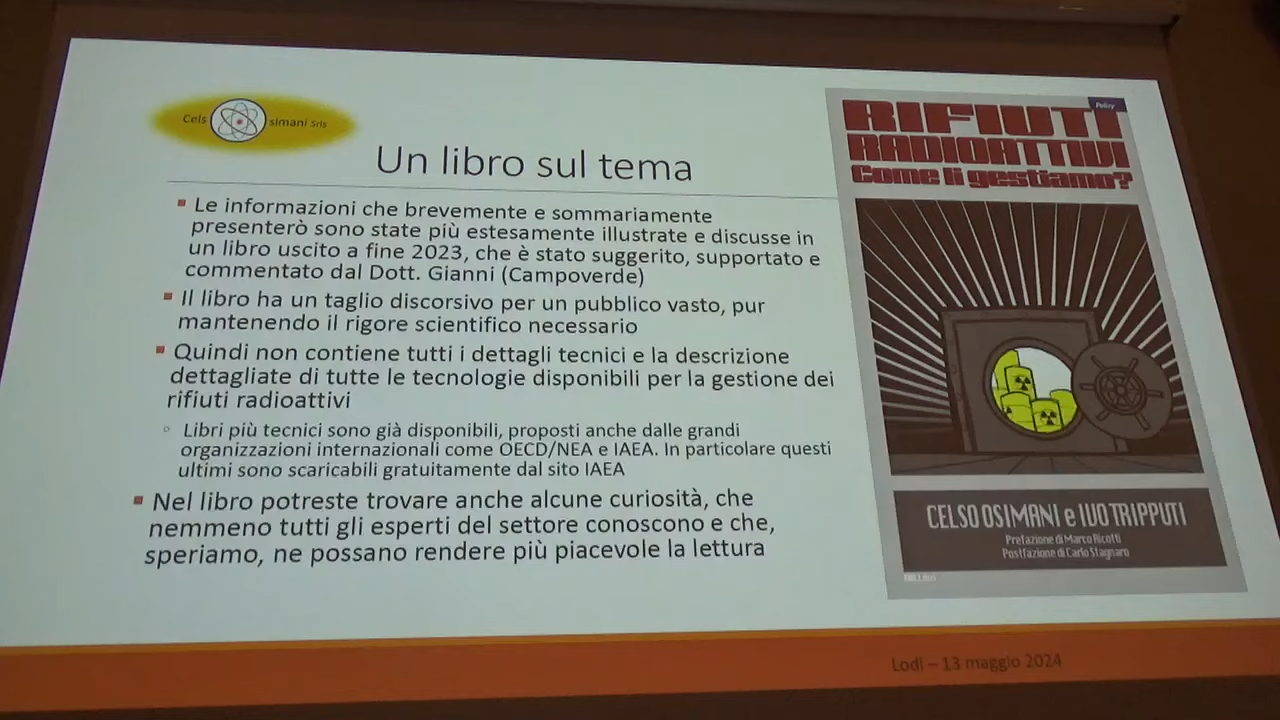 Cels simani Srls
Un libro sul tema
Le informazioni che brevemente e sommariamente
presenterò sono state più estesamente illustrate e discusse in
un libro uscito a fine 2023, che è stato suggerito, supportato e
commentato dal Dott. Gianni (Campoverde)
Il libro ha un taglio discorsivo per un pubblico vasto, pur
mantenendo il rigore scientifico necessario
Quindi non contiene tutti i dettagli tecnici e la descrizione
dettagliate di tutte le tecnologie disponibili per la gestione dei
rifiuti radioattivi
Libri più tecnici sono già disponibili, proposti anche dalle grandi
organizzazioni internazionali come OECD/NEA e IAEA. In particolare questi
ultimi sono scaricabili gratuitamente dal sito IAEA
Nel libro potreste trovare anche alcune curiosità, che
nemmeno tutti gli esperti del settore conoscono e che,
speriamo, ne possano rendere più piacevole la lettura
Policy
RIFIUTI
RADIOATTIVI
Come li gestiamo?
CELSO OSIMANI e IVO TRIPPUTI
Prefazione di Marco Ricotti
Postfazione di Carlo Stagnaro
Lodi – 13 maggio 2024